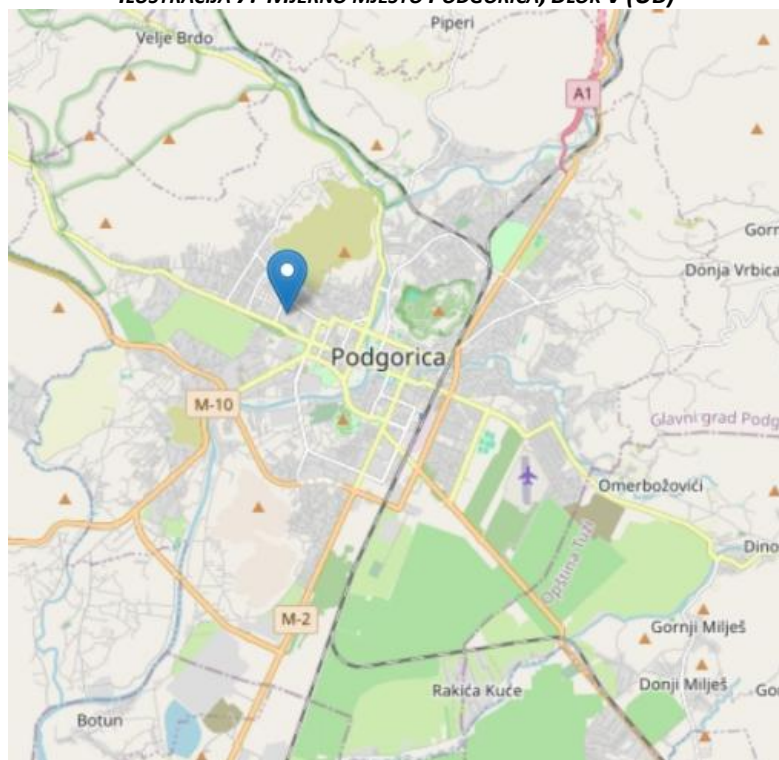 Piperi
Velje Brdo
A1
Gorn
Donja Vrbica
Podgorica
M-10
Glavni grad Podg
Omerbožovići
Opština Tuzi
Dino
M-2
Gornji Milješ
Rakića Kuće
Donji Milješ
Go
Botun